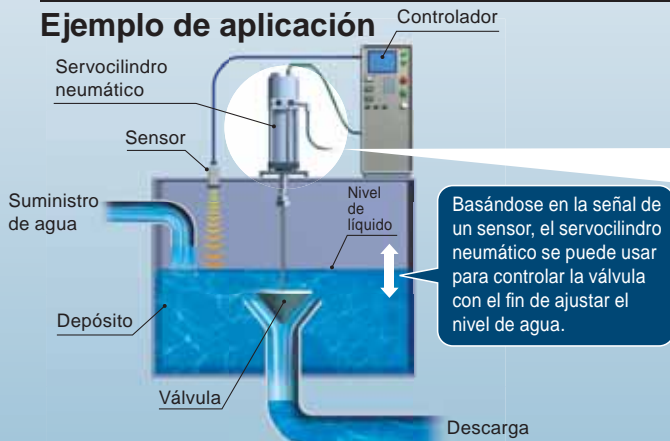 Ejemplo de aplicación
Controlador
Servocilindro
neumático
Sensor
Suministro
de agua
Nivel
de
líquido
Basándose en la señal de
un sensor, el servocilindro
neumático se puede usar
para controlar la válvula
con el fin de ajustar el
nivel de agua.
Depósito
Válvula
Descarga